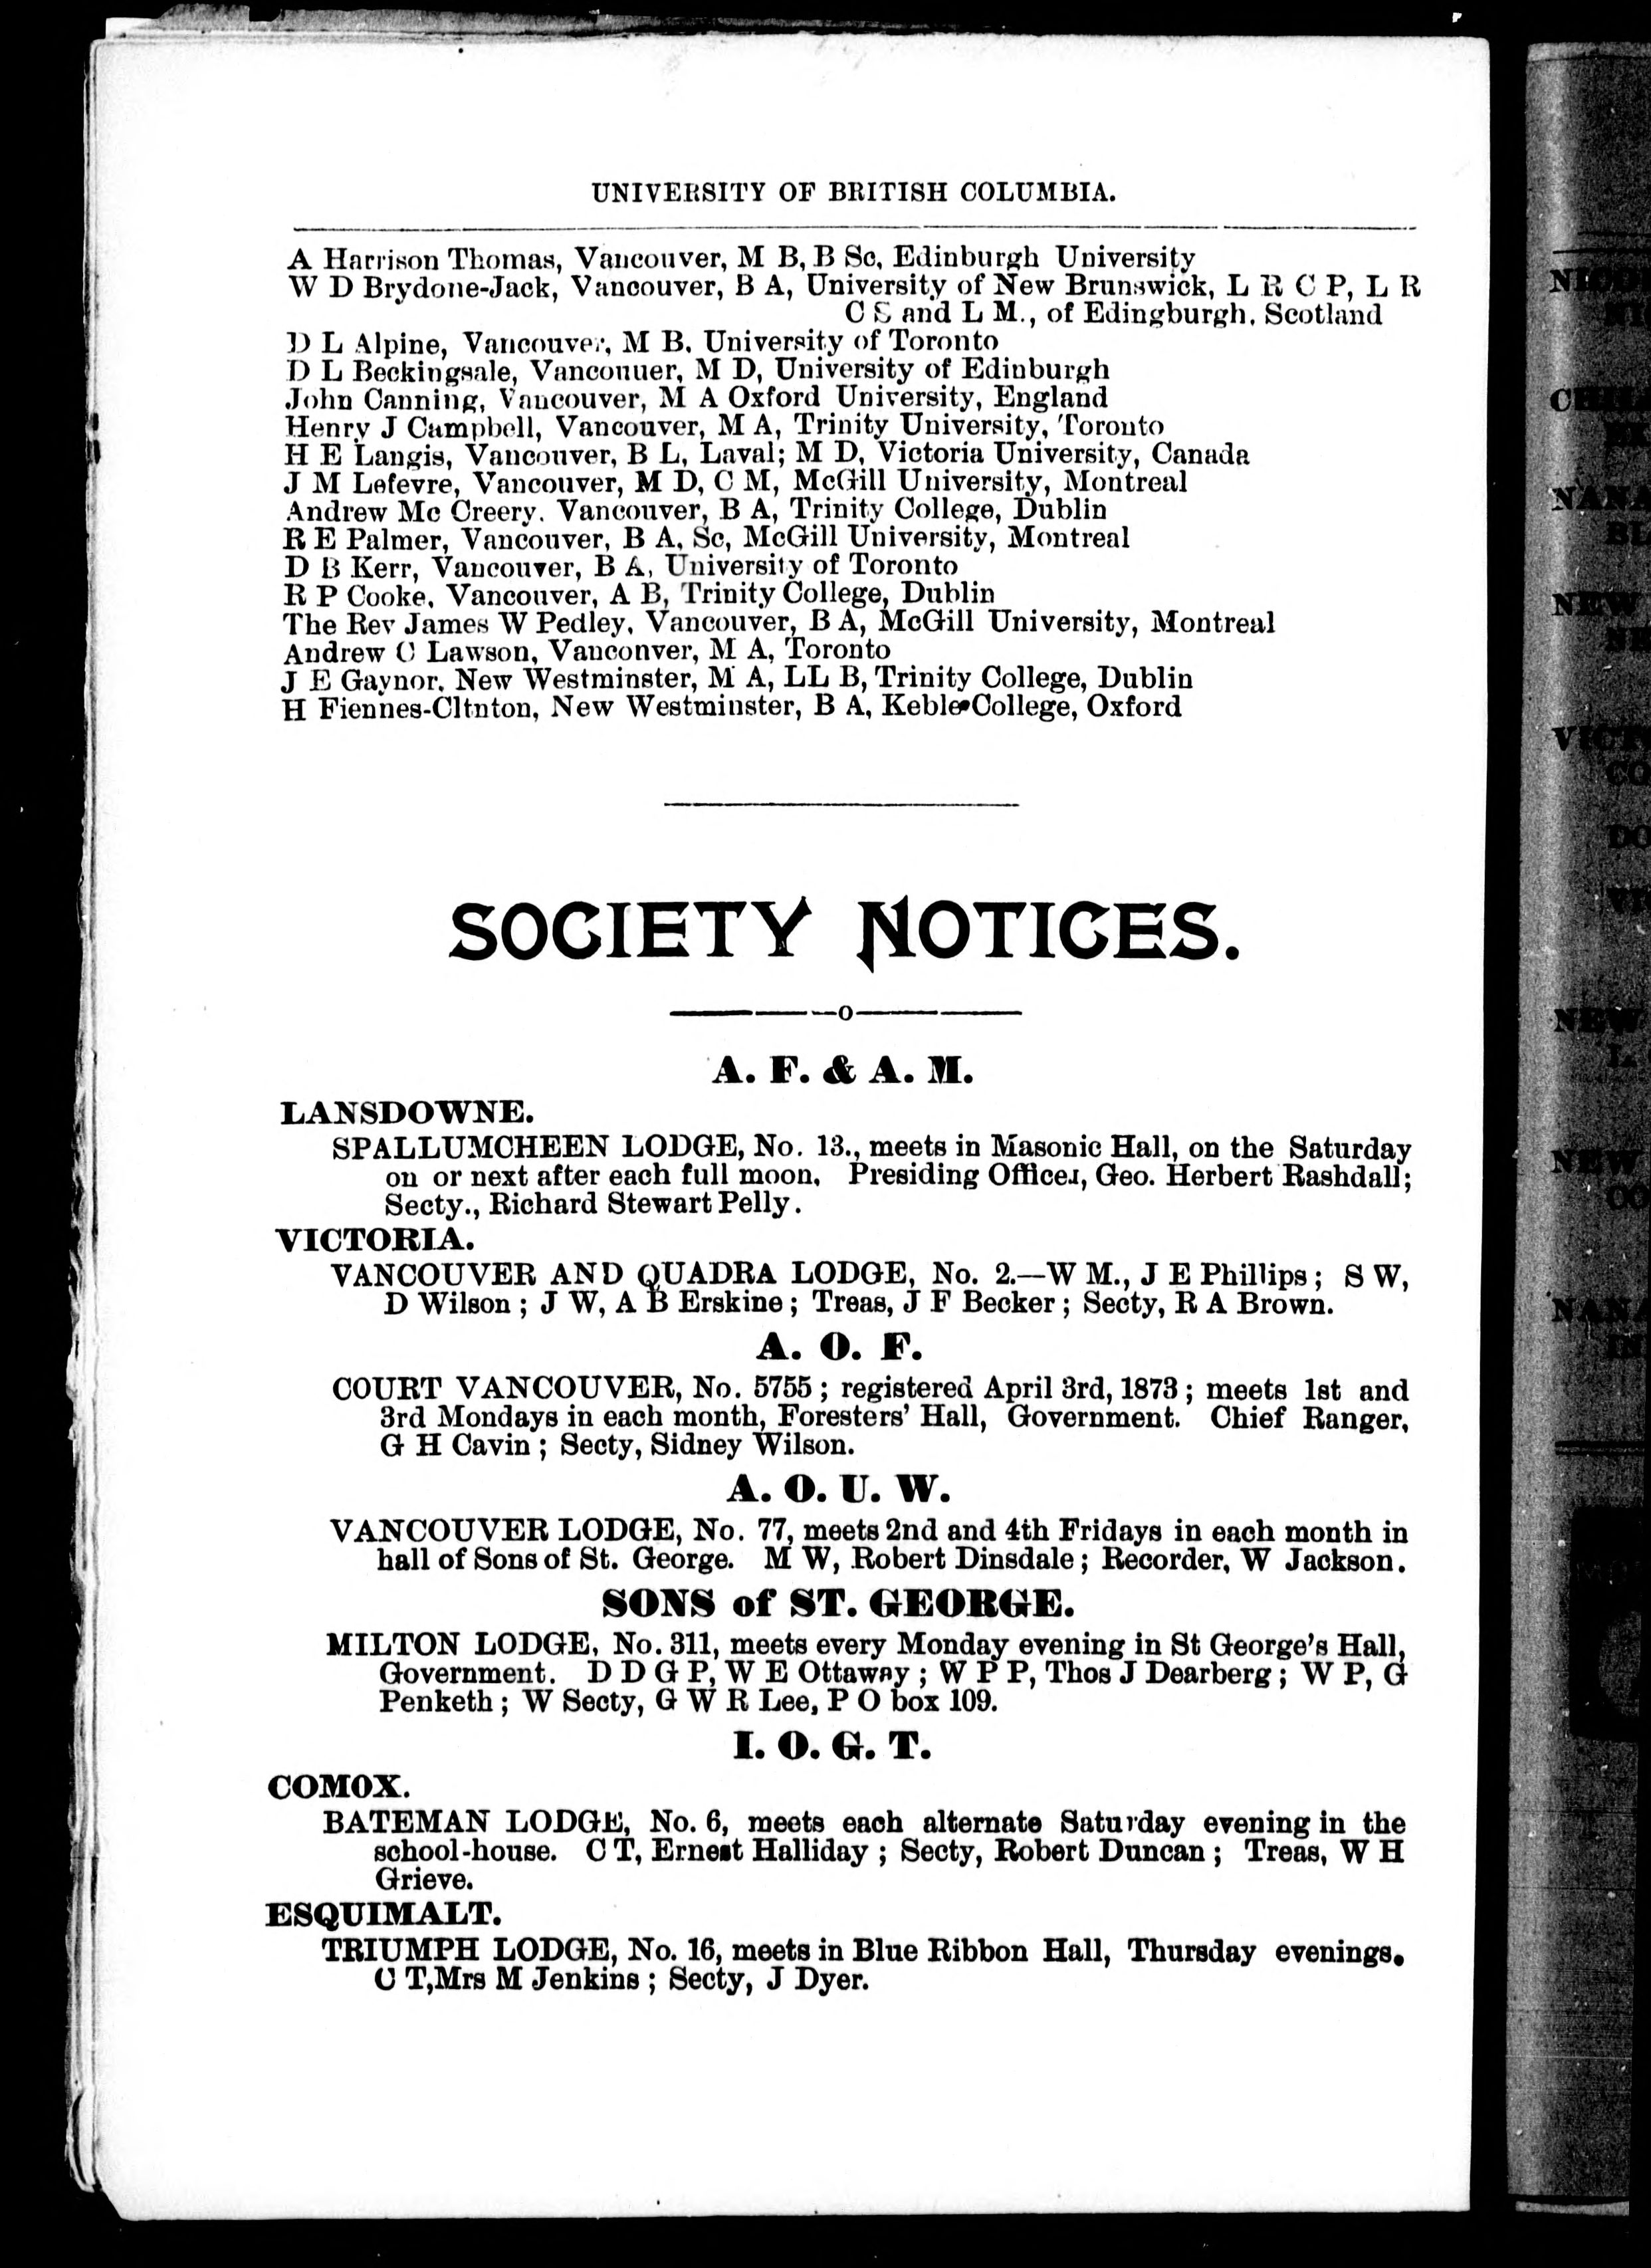 UNIVERSITY OF BRITISH COLUMBIA.
A Harrison Thomas, Vancouver, M B, B Sc, Edinburgh University
W D Brydone-Jack, Vancouver, B A, University of New Brunswick, L R C P, L R
C S and L M., of Edingburgh, Scotland
D L Alpine, Vancouver, M B, University of Toronto
D L Beckingsale, Vanconuer, M D, University of Edinburgh
John Canning, Vancouver, M A Oxford University, England
Henry J Campbell, Vancouver, M A, Trinity University, Toronto
H E Langis, Vancouver, B L, Laval; M D, Victoria University, Canada
J M Lefevre, Vancouver, M D, C M, McGill University, Montreal
Andrew Mc Creery. Vancouver, B A, Trinity College, Dublin
R E Palmer, Vancouver, B A, Sc, McGill University, Montreal
D B Kerr, Vancouver, B A, University of Toronto
R P Cooke, Vancouver, A B, Trinity College, Dublin
The Rev James W Pedley, Vancouver, B A, McGill University, Montreal
Andrew C Lawson, Vauconver, M A, Toronto
J E Gaynor, New Westminster, M A, LL B, Trinity College, Dublin
H Fiennes-Cltnton, New Westminster, B A, Keble College, Oxford
SOCIETY NOTICES.
A. F. & A. M.
LANSDOWNE.
SPALLUMCHEEN LODGE, No. 13., meets in Masonic Hall, on the Saturday
on or next after each full moon. Presiding Officer, Geo. Herbert Rashdall;
Secty., Richard Stewart Pelly.
VICTORIA.
VANCOUVER AND QUADRA LODGE, No. 2.—W M., J E Phillips; S W,
D Wilson; J W, A B Erskine; Treas, J F Becker; Secty, R A Brown.
A. O. F.
COURT VANCOUVER, No. 5755; registered April 3rd, 1873; meets 1st and
3rd Mondays in each month, Foresters' Hall, Government. Chief Ranger,
G H Cavin; Secty, Sidney Wilson.
A. O. U. W.
VANCOUVER LODGE, No. 77, meets 2nd and 4th Fridays in each month in
hall of Sons of St. George. M W, Robert Dinsdale; Recorder, W Jackson.
SONS of ST. GEORGE.
MILTON LODGE, No. 311, meets every Monday evening in St George's Hall,
Government. D D G P, W E Ottaway; W P P, Thos J Dearberg; W P, G
Penketh; W Secty, G W R Lee, P O box 109.
I. O. G. T.
COMOX.
BATEMAN LODGE, No. 6, meets each alternate Saturday evening in the
school-house. C T, Ernest Halliday; Secty, Robert Duncan; Treas, W H
Grieve.
ESQUIMALT.
TRIUMPH LODGE, No. 16, meets in Blue Ribbon Hall, Thursday evenings.
C T,Mrs M Jenkins; Secty, J Dyer.